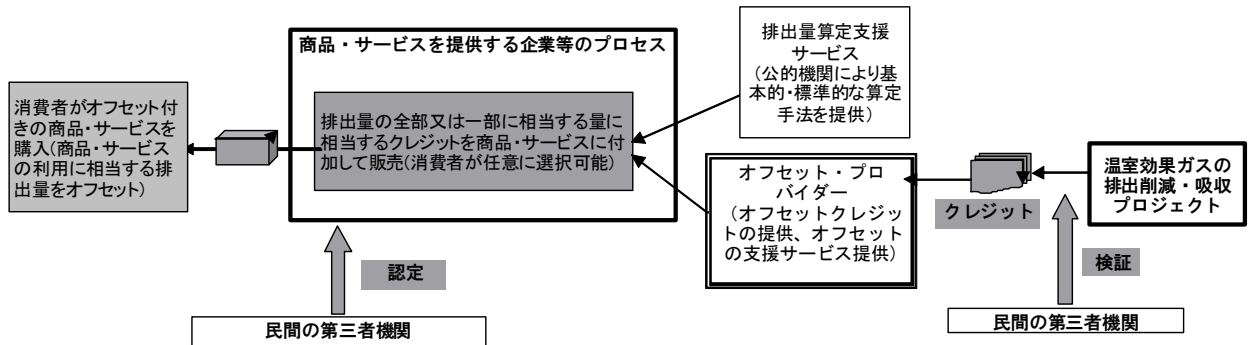 商品・サービスを提供する企業等のプロセス
消費者がオフセット付
きの商品・サービスを
購入(商品・サービス
の利用に相当する排
出量をオフセット)
排出量の全部又は一部に相当する量に
相当するクレジットを商品・サービスに付
加して販売(消費者が任意に選択可能)
排出量算定支援
サービス
(公的機関により基
本的・標準的な算定
手法を提供)
オフセット・プロ
バイダー
(オフセットクレジッ
トの提供、オフセット
の支援サービス提供)
クレジット
温室効果ガスの
排出削減・吸収
プロジェクト
認定
検証
民間の第三者機関
民間の第三者機関